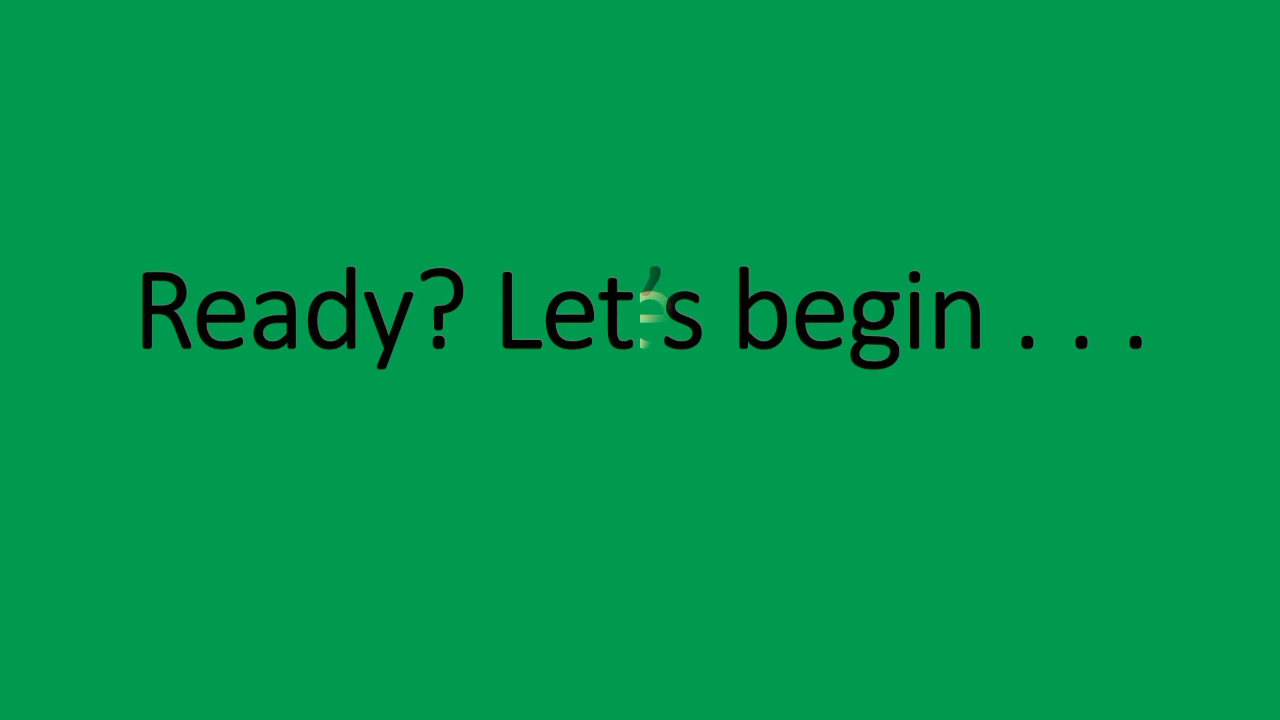 Ready? Let's begin . . .